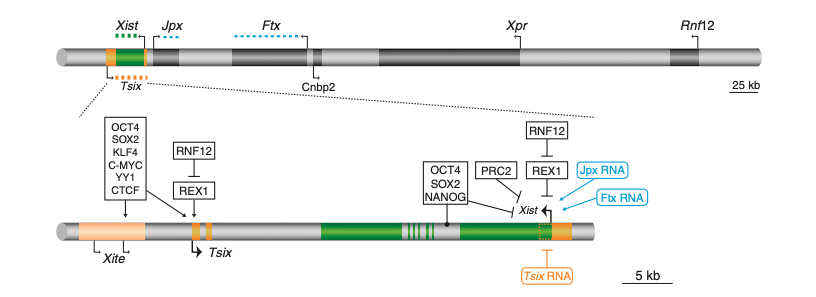 Xist Jpx Ftx Xpr Rnf12
Tsix Cnbp2
25 kb
OCT4
SOX2
KLF4
C-MYC
YY1
CTCF
RNF12
REX1
OCT4
SOX2
NANOG
PRC2
RNF12
REX1
Jpx RNA
Ftx RNA
Xist
Xite
Tsix
Tsix RNA
5 kb